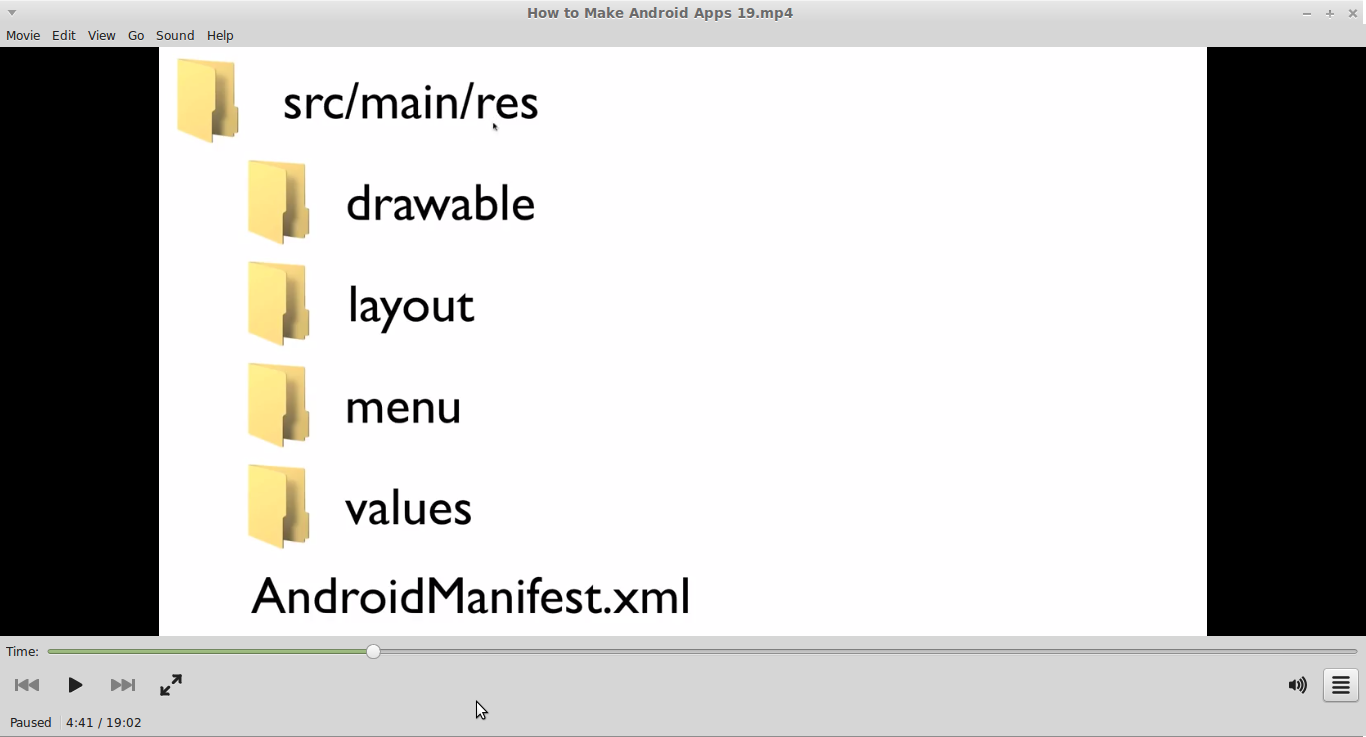 How to Make Android Apps 19.mp4
Movie Edit View Go Sound Help
src/main/res
drawable
layout
menu
values
AndroidManifest.xml
Time:
Paused 4:41 / 19:02